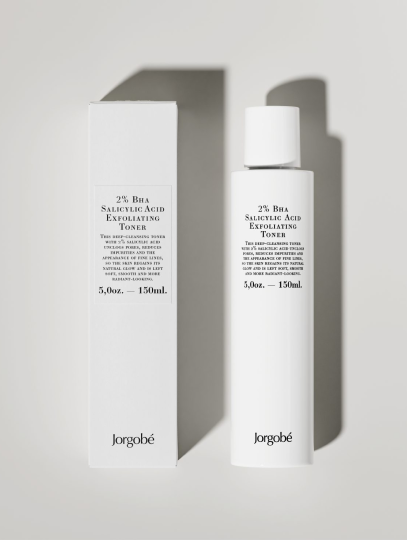 2% BHA
SALICYLIC ACID
EXFOLIATING
TONER
THIS DEEP-CLEANSING TONER
WITH 2% SALICYLIC ACID
UNCLOGS PORES, REDUCES
IMPURITIES AND THE
APPEARANCE OF FINE LINES,
SO THE SKIN REGAINS ITS
NATURAL GLOW AND IS LEFT
SOFT, SMOOTH AND MORE
RADIANT-LOOKING.
5,0oz. — 150ml.
Jorgobé
2% BHA
SALICYLIC ACID
EXFOLIATING
TONER
THIS DEEP-CLEANSING TONER
WITH 2% SALICYLIC ACID UNCLOGS
PORES, REDUCES IMPURITIES AND
THE APPEARANCE OF FINE LINES,
SO THE SKIN REGAINS ITS NATURAL
GLOW AND IS LEFT SOFT, SMOOTH
AND MORE RADIANT-LOOKING.
5,0oz. — 150ml.
Jorgobé